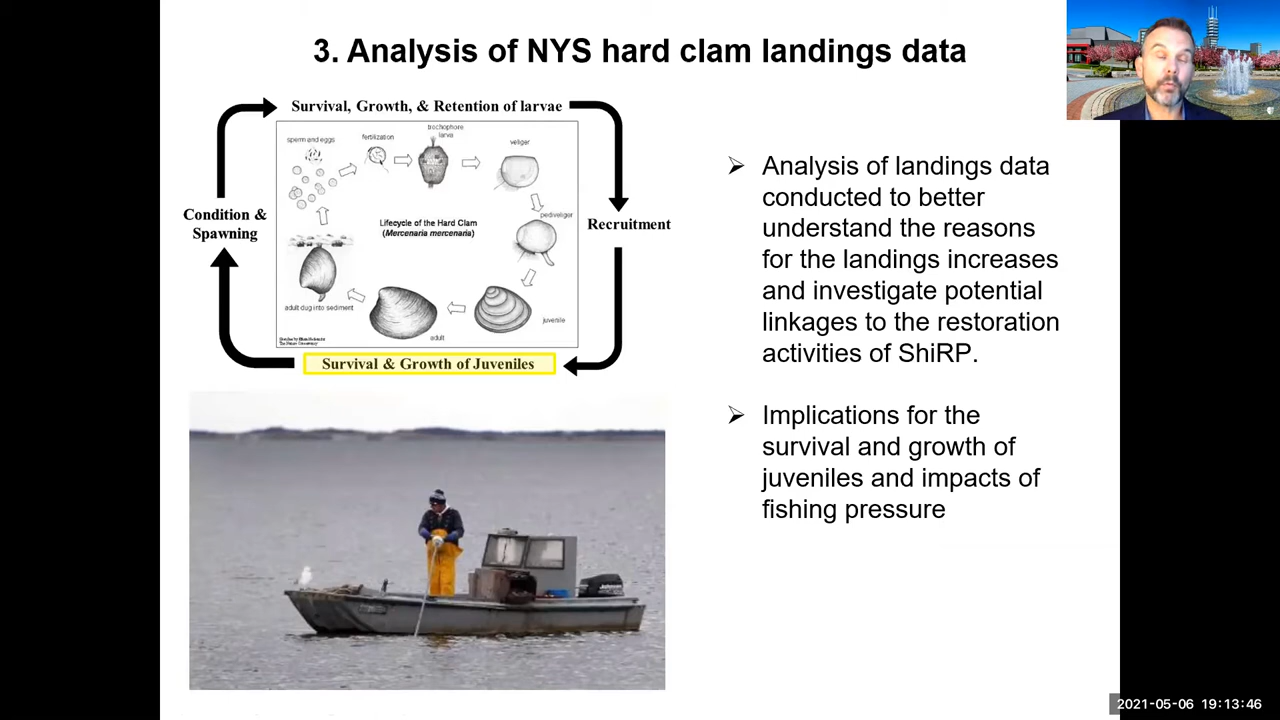 3. Analysis of NYS hard clam landings data
Survival, Growth, & Retention of larvae
sperm and eggs
fertilization
trochophore
larva
veliger
Condition &
Spawning
Lifecycle of the Hard Clam
(Mercenaria mercenaria)
pediveliger
Recruitment
adult dug into sediment
adult
juvenile
Survival & Growth of Juveniles
➢ Analysis of landings data
conducted to better
understand the reasons
for the landings increases
and investigate potential
linkages to the restoration
activities of ShiRP.
➢ Implications for the
survival and growth of
juveniles and impacts of
fishing pressure
Johnson
2021-05-06 19:13:46